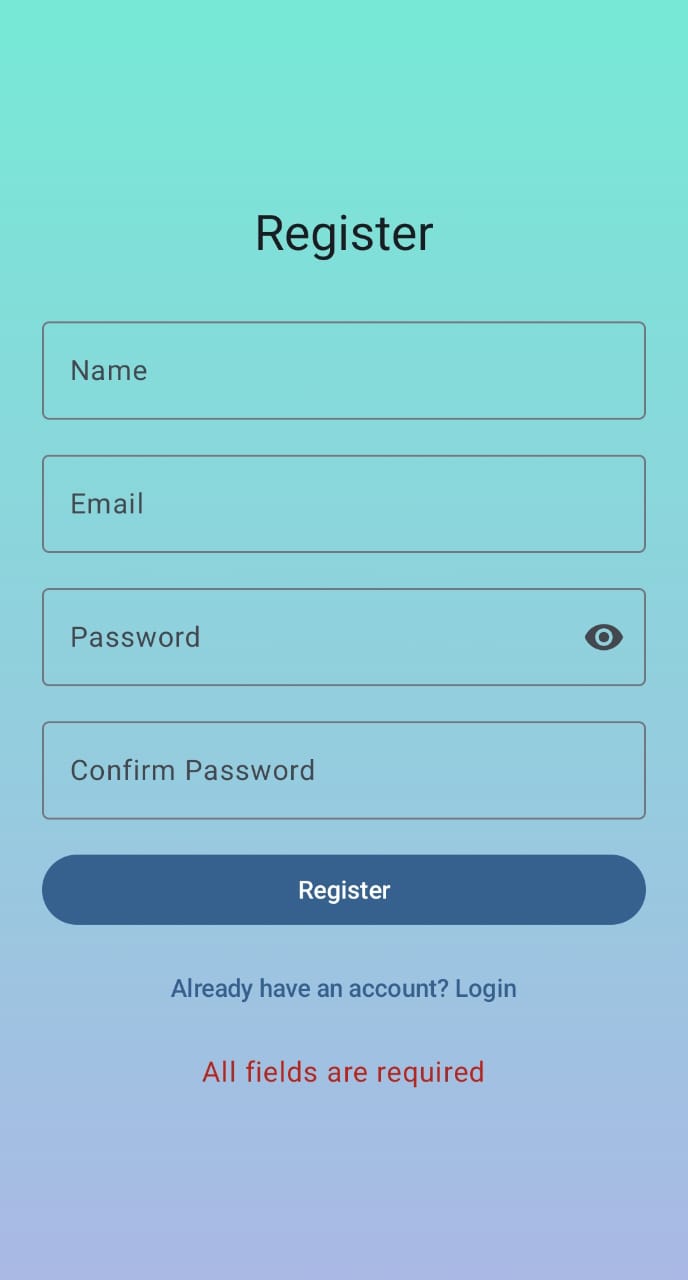 Register
Name
Email
Password
Confirm Password
Register
Already have an account? Login
All fields are required